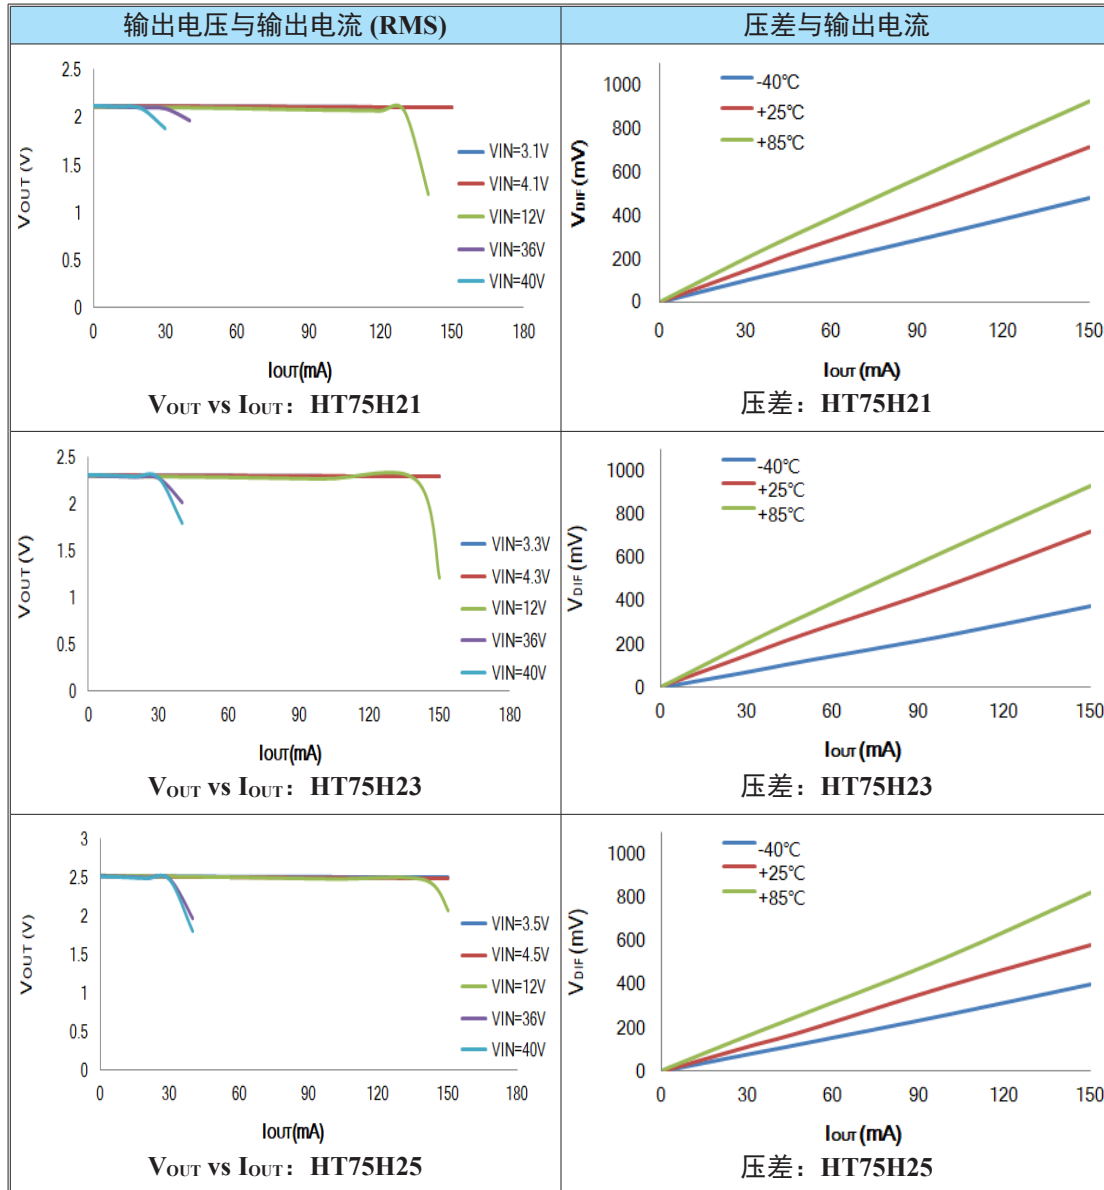 输出电压与输出电流 (RMS)
压差与输出电流
2.5
2
1.5
1
0.5
0
VOUT (V)
0 30 60 90 120 150 180
IOUT(mA)
VIN=3.1V
VIN=4.1V
VIN=12V
VIN=36V
VIN=40V
VOUT vs IOUT：HT75H21
1000
800
600
400
200
0
VDIF (mV)
-40℃
+25℃
+85℃
0 30 60 90 120 150
IOUT (mA)
压差：HT75H21
2.5
2
1.5
1
0.5
0
VOUT (V)
0 30 60 90 120 150 180
IOUT(mA)
VIN=3.3V
VIN=4.3V
VIN=12V
VIN=36V
VIN=40V
VOUT vs IOUT：HT75H23
1000
800
600
400
200
0
VDIF (mV)
-40℃
+25℃
+85℃
0 30 60 90 120 150
IOUT (mA)
压差：HT75H23
3
2.5
2
1.5
1
0.5
0
VOUT (V)
0 30 60 90 120 150 180
IOUT(mA)
VIN=3.5V
VIN=4.5V
VIN=12V
VIN=36V
VIN=40V
VOUT vs IOUT：HT75H25
1000
800
600
400
200
0
VDIF (mV)
-40℃
+25℃
+85℃
0 30 60 90 120 150
IOUT (mA)
压差：HT75H25